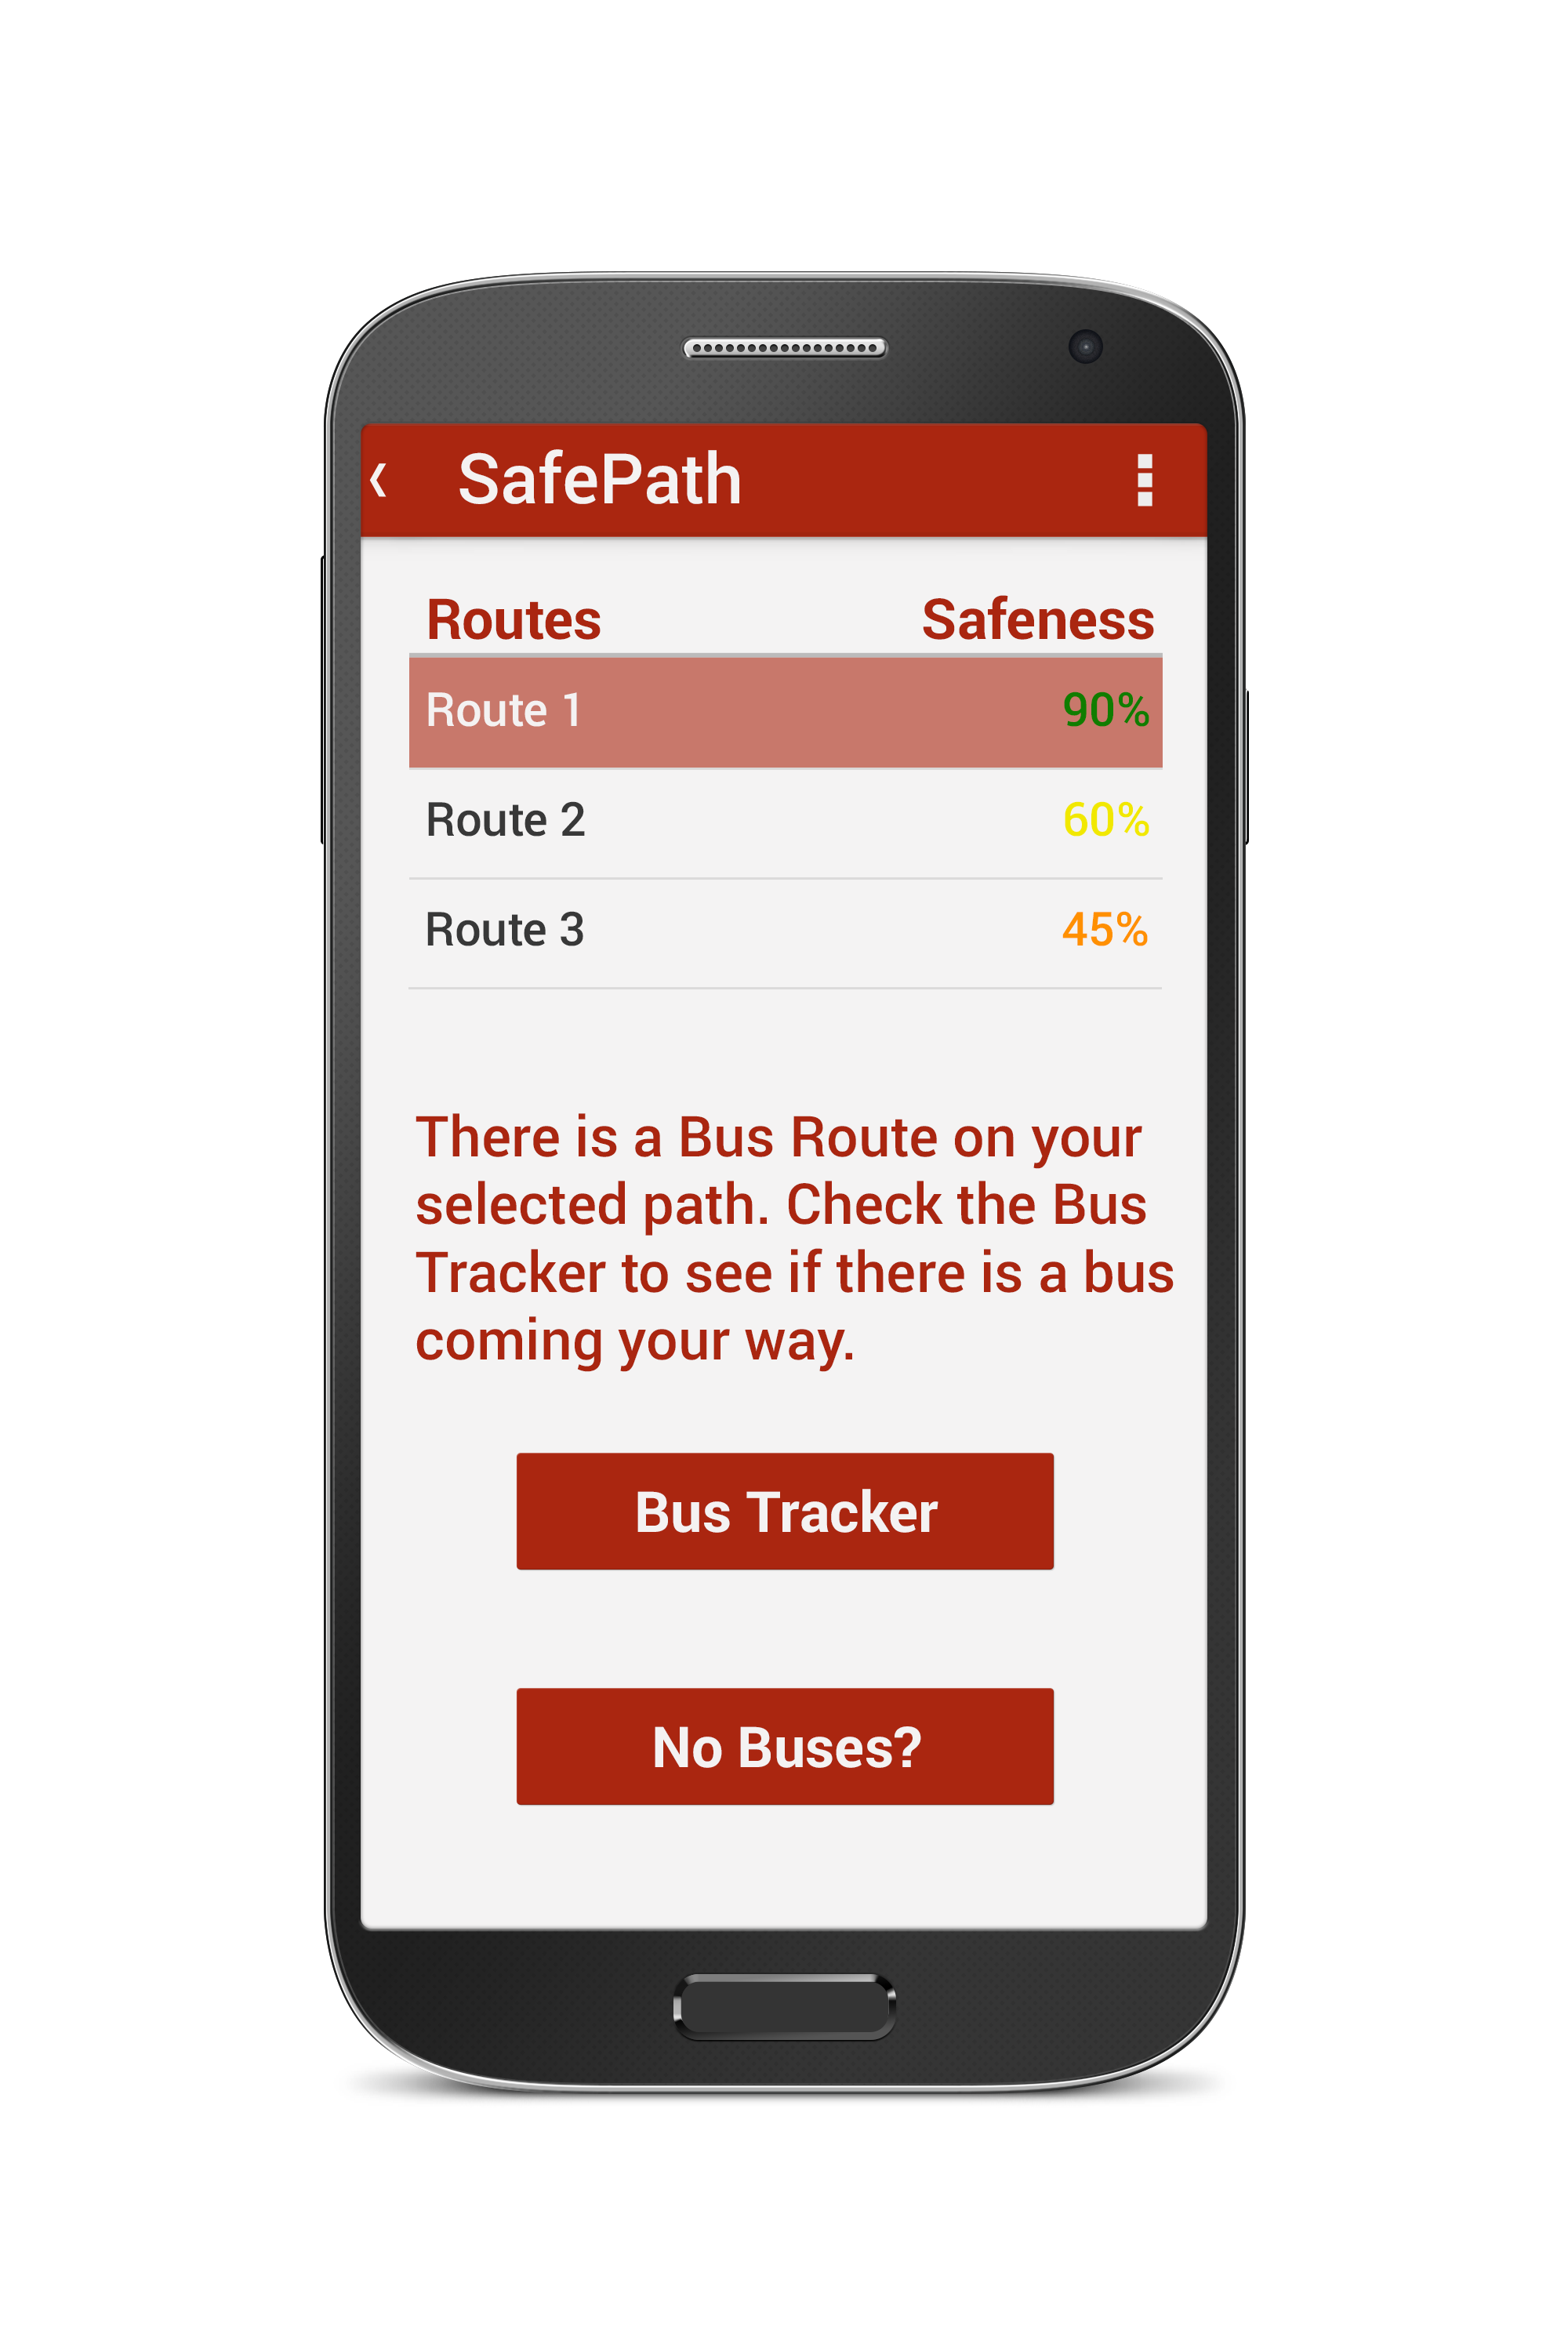 SafePath
Routes Safeness
Route 1 90%
Route 2 60%
Route 3 45%
There is a Bus Route on your
selected path. Check the Bus
Tracker to see if there is a bus
coming your way.
Bus Tracker
No Buses?